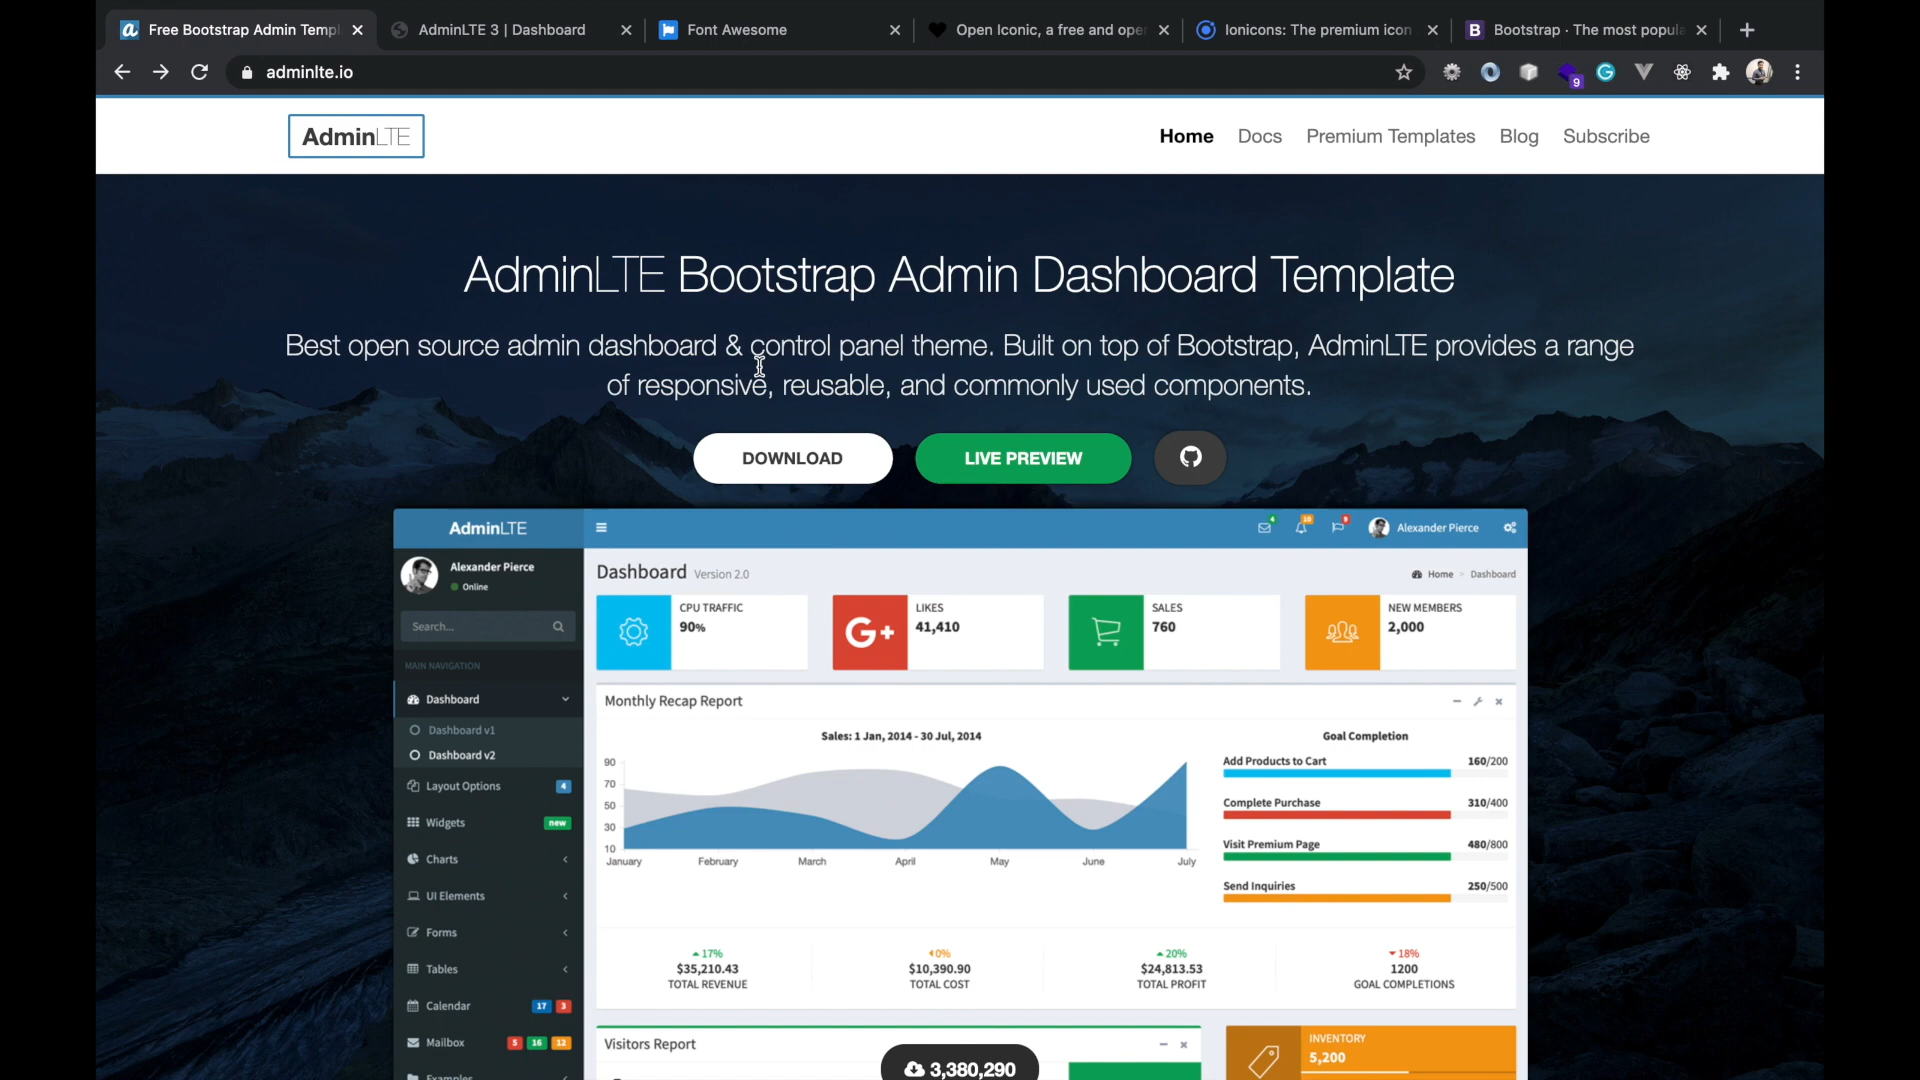 Free Bootstrap Admin Templ
AdminLTE 3 | Dashboard
Font Awesome
Open Iconic, a free and ope
Ionicons: The premium icon
Bootstrap · The most popula
adminlte.io
9
AdminLTE
Home
Docs
Premium Templates
Blog
Subscribe
AdminLTE Bootstrap Admin Dashboard Template
Best open source admin dashboard & control panel theme. Built on top of Bootstrap, AdminLTE provides a range
of responsive, reusable, and commonly used components.
DOWNLOAD
LIVE PREVIEW
AdminLTE
4
10
9
Alexander Pierce
Alexander Pierce
Online
Search...
MAIN NAVIGATION
Dashboard
Dashboard v1
Dashboard v2
Layout Options
4
Widgets
new
Charts
UI Elements
Forms
Tables
Calendar
17
3
Mailbox
5
16
12
Examples
Dashboard Version 2.0
Home > Dashboard
CPU TRAFFIC
90%
G+
LIKES
41,410
SALES
760
NEW MEMBERS
2,000
Monthly Recap Report
Sales: 1 Jan, 2014 - 30 Jul, 2014
90
70
50
30
10
January
February
March
April
May
June
July
Goal Completion
Add Products to Cart
160/200
Complete Purchase
310/400
Visit Premium Page
480/800
Send Inquiries
250/500
17%
$35,210.43
TOTAL REVENUE
0%
$10,390.90
TOTAL COST
20%
$24,813.53
TOTAL PROFIT
18%
1200
GOAL COMPLETIONS
Visitors Report
3,380,290
INVENTORY
5,200